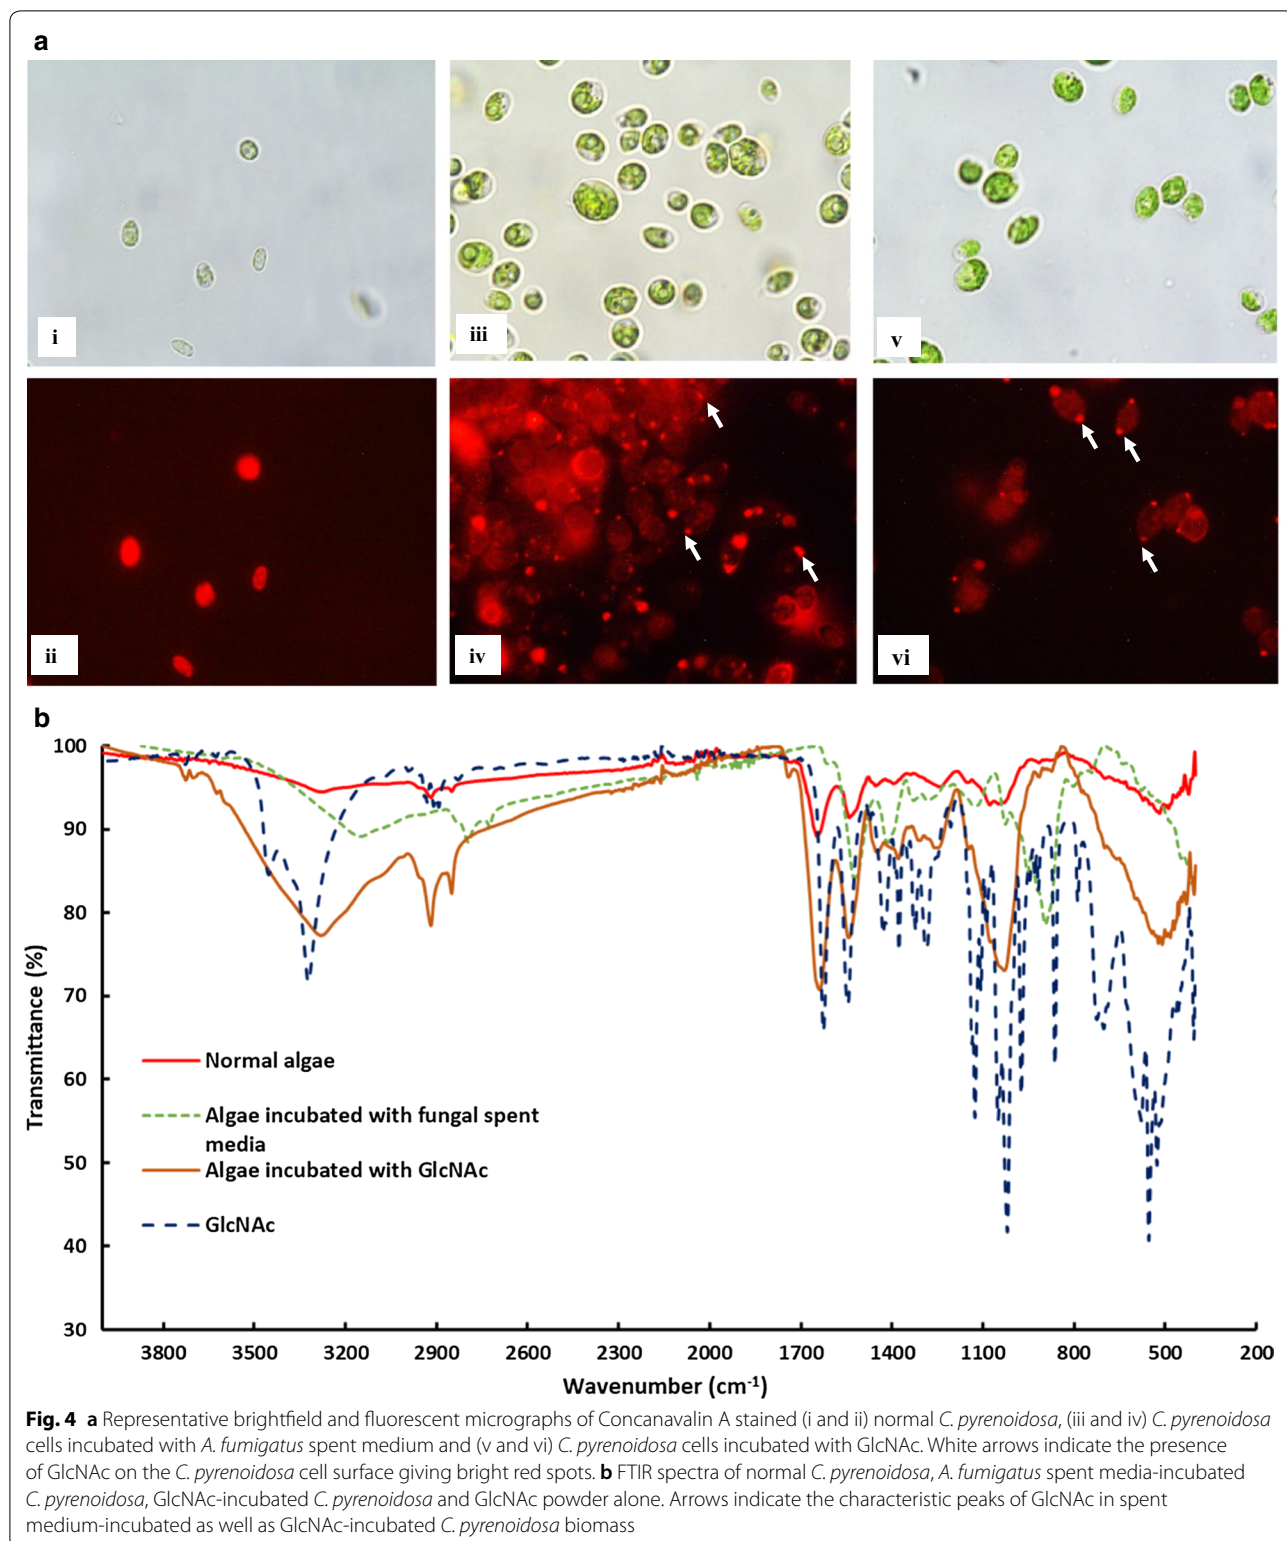 a
i
iii
v
ii
iv
vi
b
100
90
80
70
60
50
40
30
Transmittance (%)
Normal algae
Algae incubated with fungal spent
media
Algae incubated with GlcNAc
GlcNAc
3800 3500 3200 2900 2600 2300 2000 1700 1400 1100 800 500 200
Wavenumber (cm⁻¹)
Fig. 4 a Representative brightfield and fluorescent micrographs of Concanavalin A stained (i and ii) normal C. pyrenoidosa, (iii and iv) C. pyrenoidosa
cells incubated with A. fumigatus spent medium and (v and vi) C. pyrenoidosa cells incubated with GlcNAc. White arrows indicate the presence
of GlcNAc on the C. pyrenoidosa cell surface giving bright red spots. b FTIR spectra of normal C. pyrenoidosa, A. fumigatus spent media-incubated
C. pyrenoidosa, GlcNAc-incubated C. pyrenoidosa and GlcNAc powder alone. Arrows indicate the characteristic peaks of GlcNAc in spent
medium-incubated as well as GlcNAc-incubated C. pyrenoidosa biomass